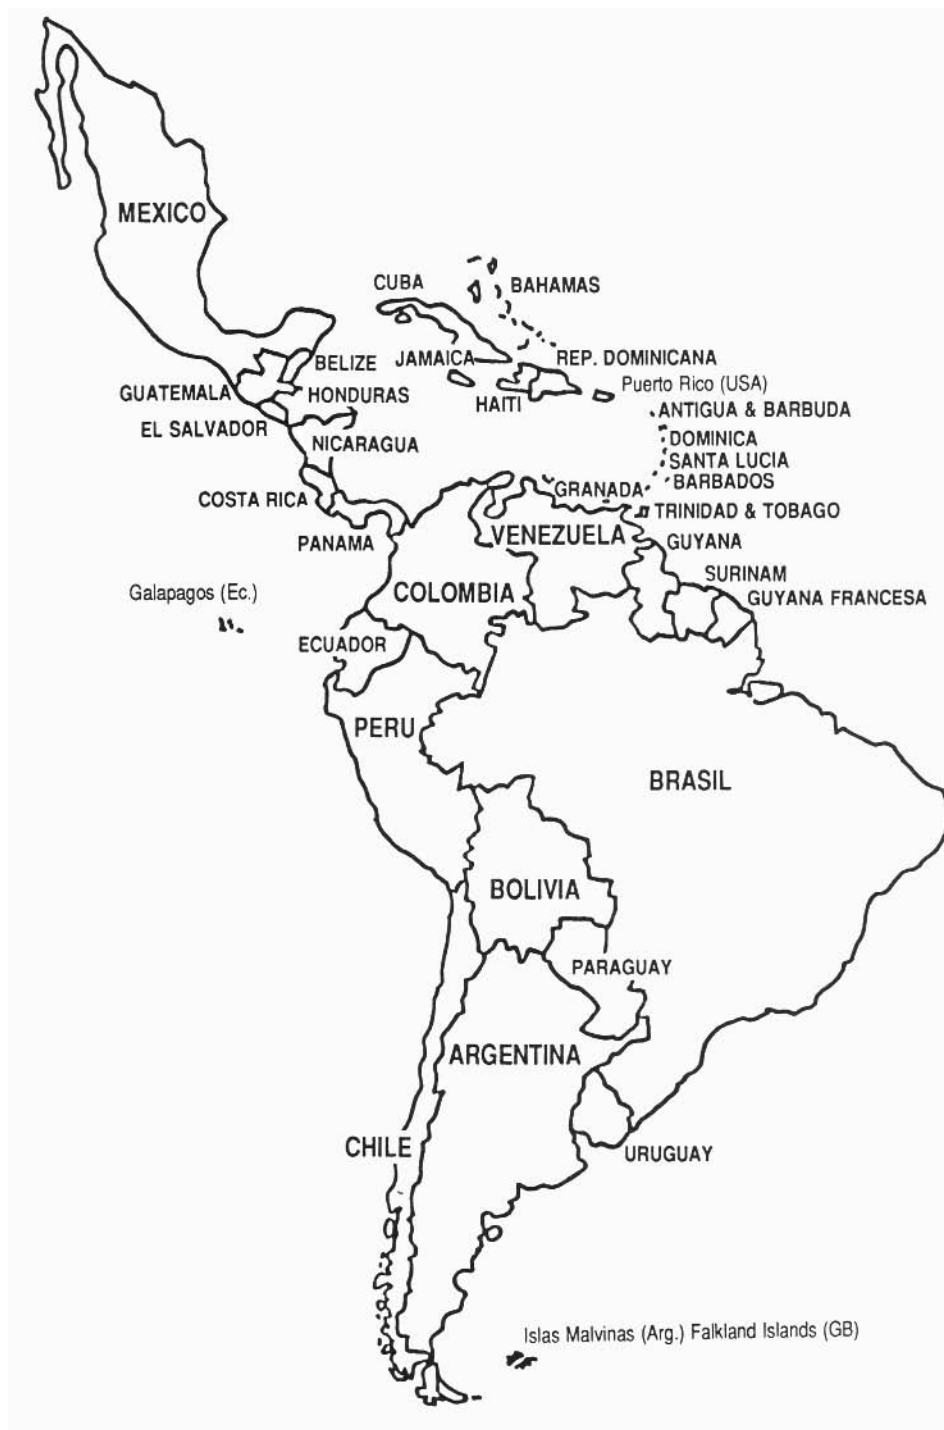 MEXICO
CUBA
BAHAMAS
BELIZE
JAMAICA
REP. DOMINICANA
Puerto Rico (USA)
GUATEMALA
HONDURAS
HAITI
ANTIGUA & BARBUDA
EL SALVADOR
NICARAGUA
DOMINICA
SANTA LUCIA
BARBADOS
GRANADA
COSTA RICA
TRINIDAD & TOBAGO
PANAMA
VENEZUELA
GUYANA
SURINAM
GUYANA FRANCESA
Galapagos (Ec.)
COLOMBIA
ECUADOR
PERU
BRASIL
BOLIVIA
PARAGUAY
ARGENTINA
CHILE
URUGUAY
Islas Malvinas (Arg.) Falkland Islands (GB)